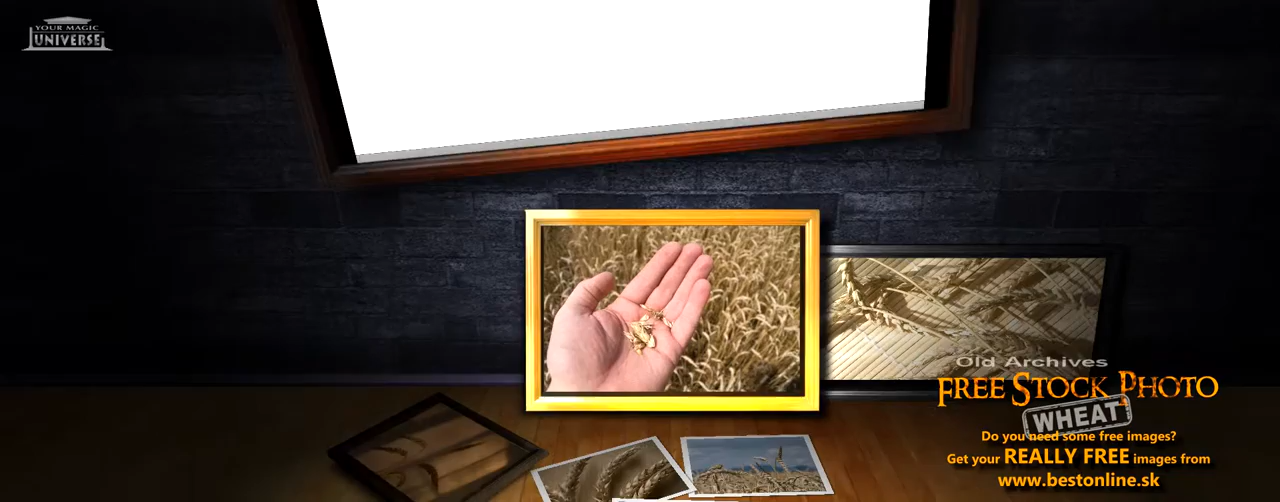 YOUR MAGIC
UNIVERSE
Old Archives
FREE STOCK PHOTO
WHEAT
Do you need some free images?
Get your REALLY FREE images from
www.bestonline.sk